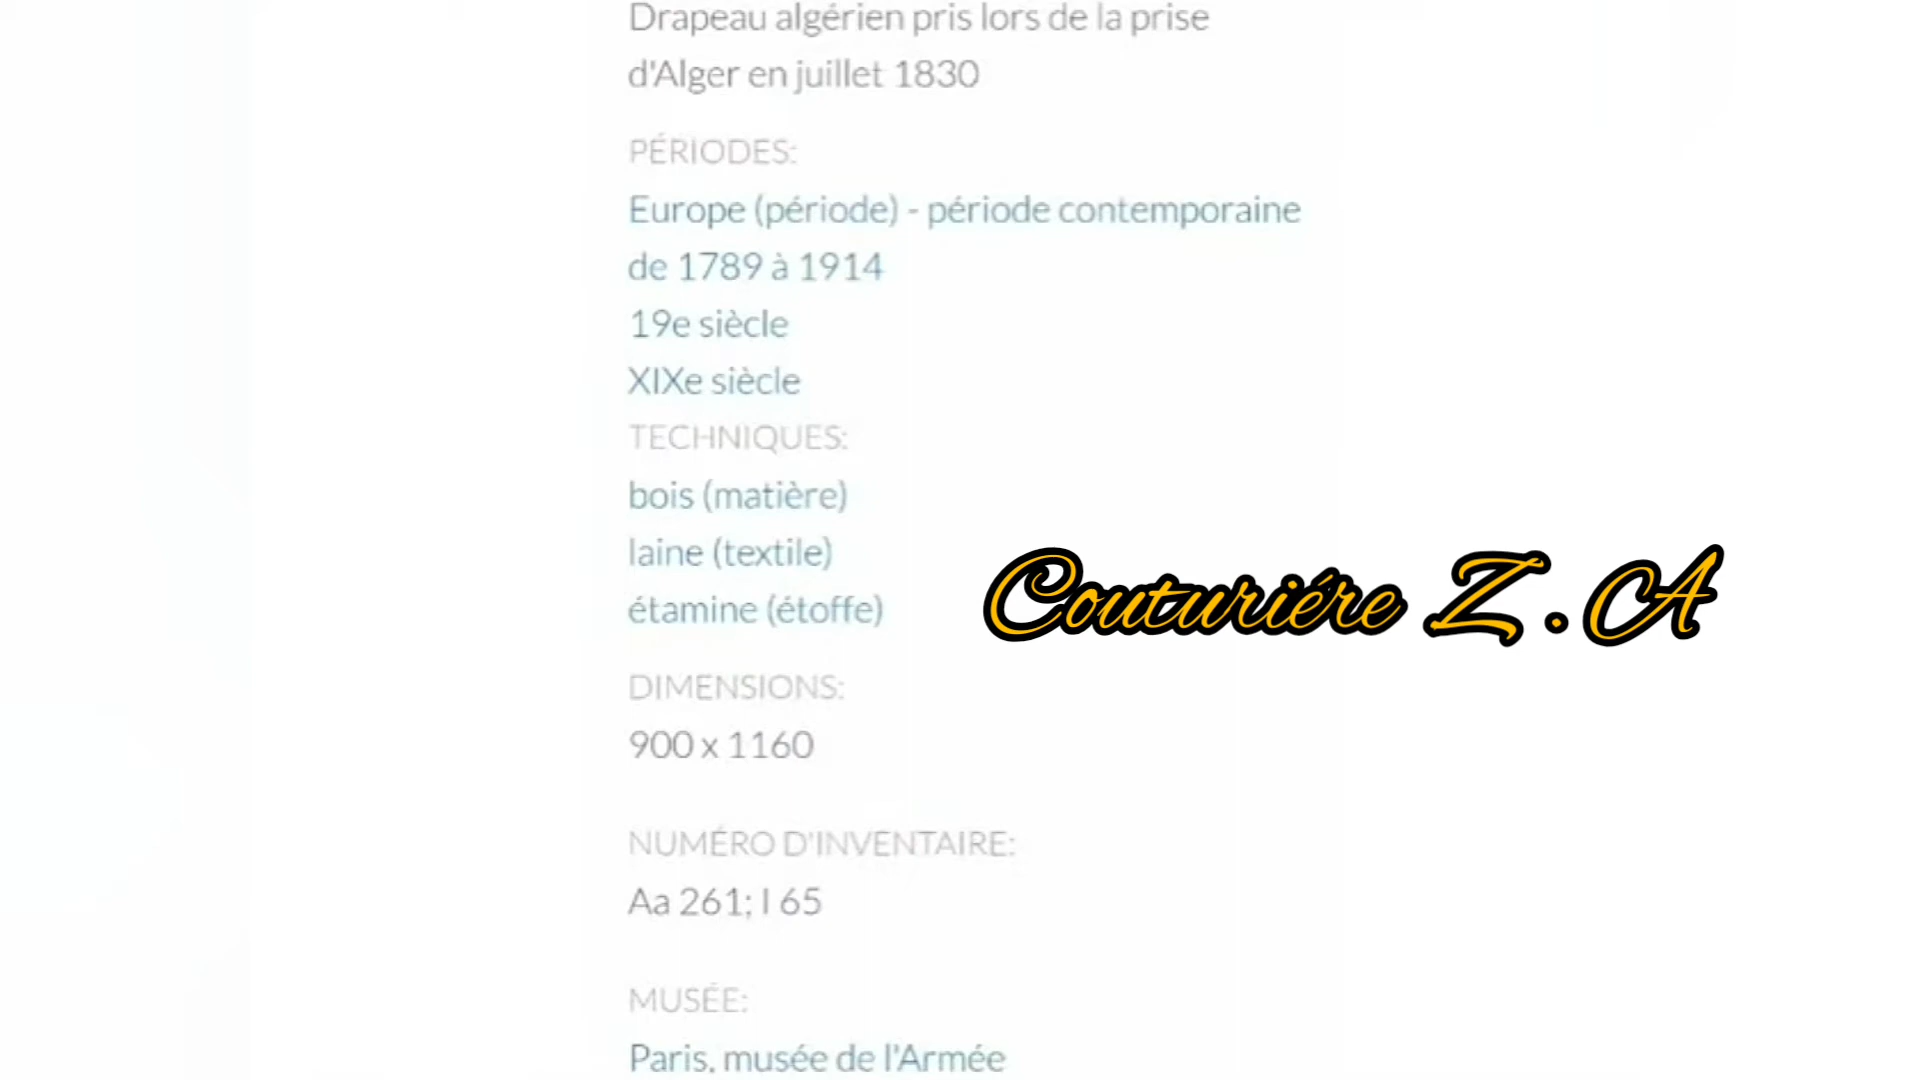 Drapeau algérien pris lors de la prise
d'Alger en juillet 1830
PÉRIODES:
Europe (période) - période contemporaine
de 1789 à 1914
19e siècle
XIXe siècle
TECHNIQUES:
bois (matière)
laine (textile)
étamine (étoffe)
Couturiére Z . A
DIMENSIONS:
900 x 1160
NUMÉRO D'INVENTAIRE:
Aa 261; I 65
MUSÉE:
Paris, musée de l'Armée